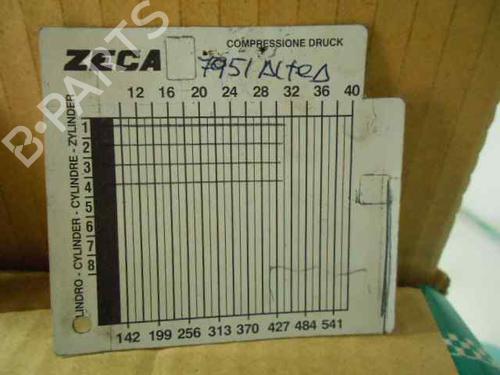 ZECA
COMPRESSIONE DRUCK
7951 Altea
12 16 20 22 24 28 32 36 40
LINDRO - CYLINDER - CYLINDRE - ZYLINDER
1
2
3
4
5
6
7
8
142 199 256 313 370 427 484 541
B-PARTS